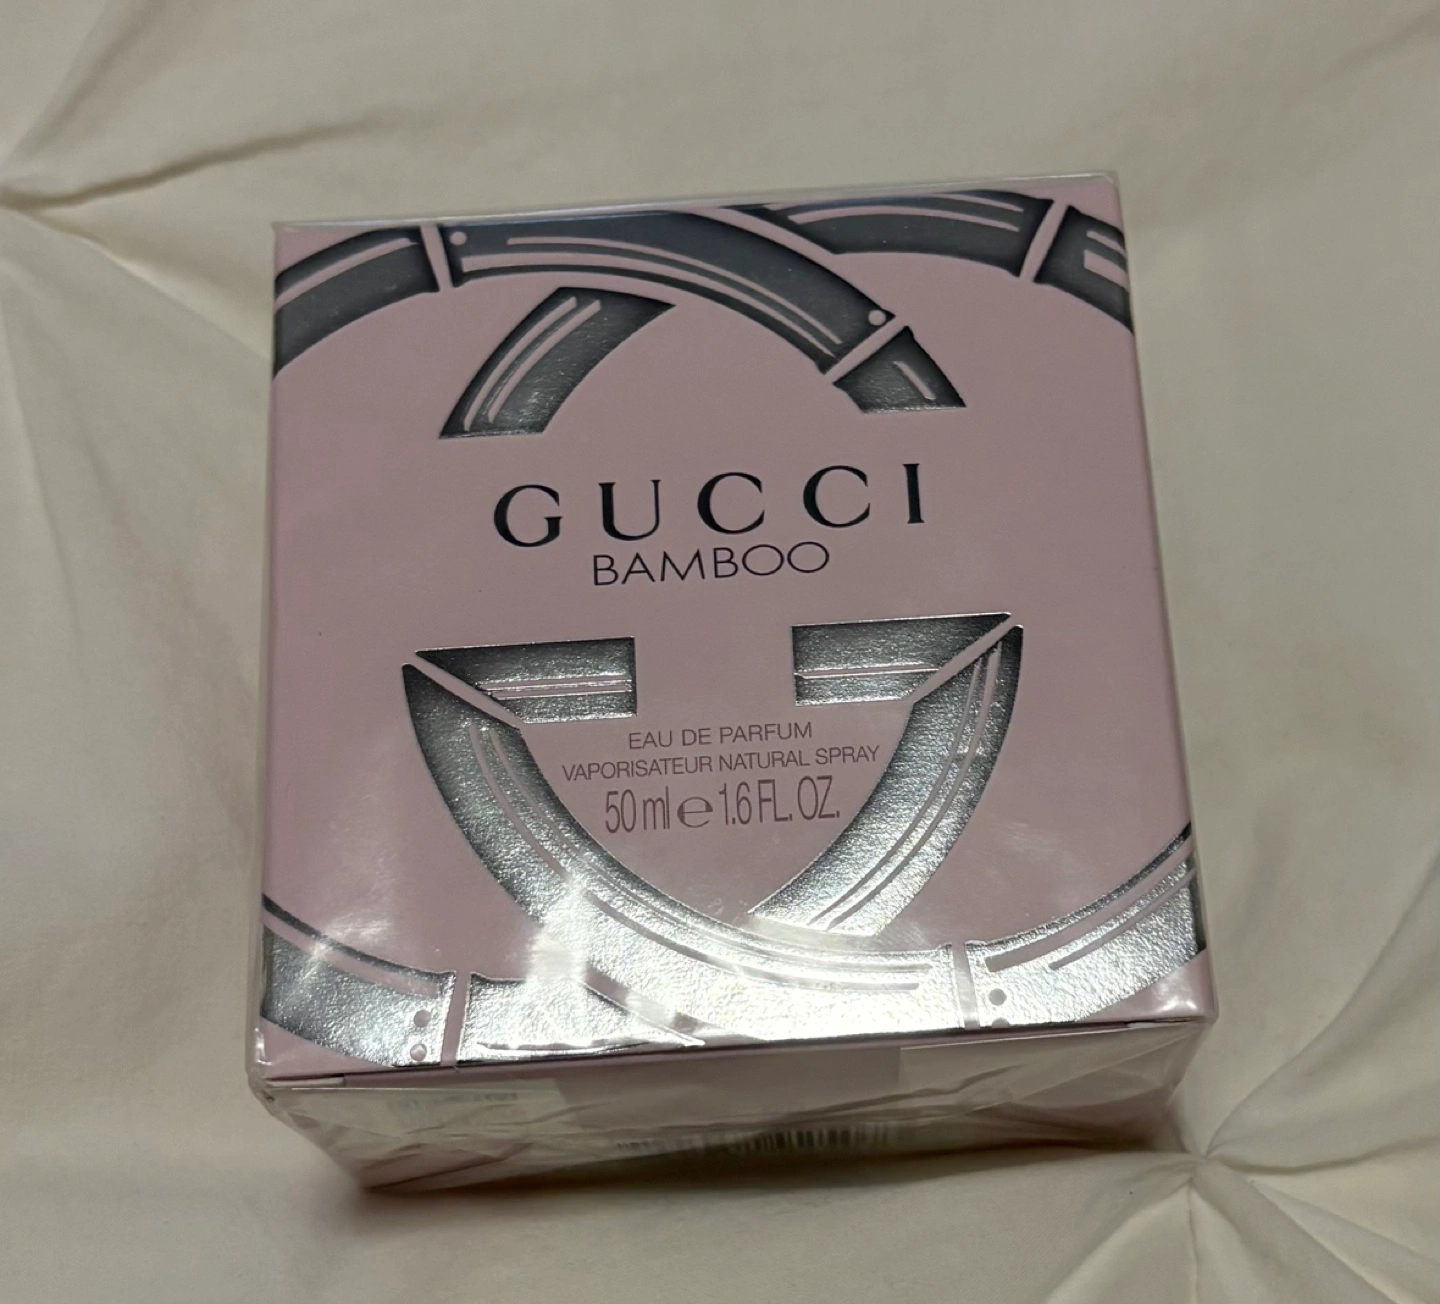 GUCCI
BAMBOO
EAU DE PARFUM
VAPORISATEUR NATURAL SPRAY
50 ml e 1.6 FL. OZ.